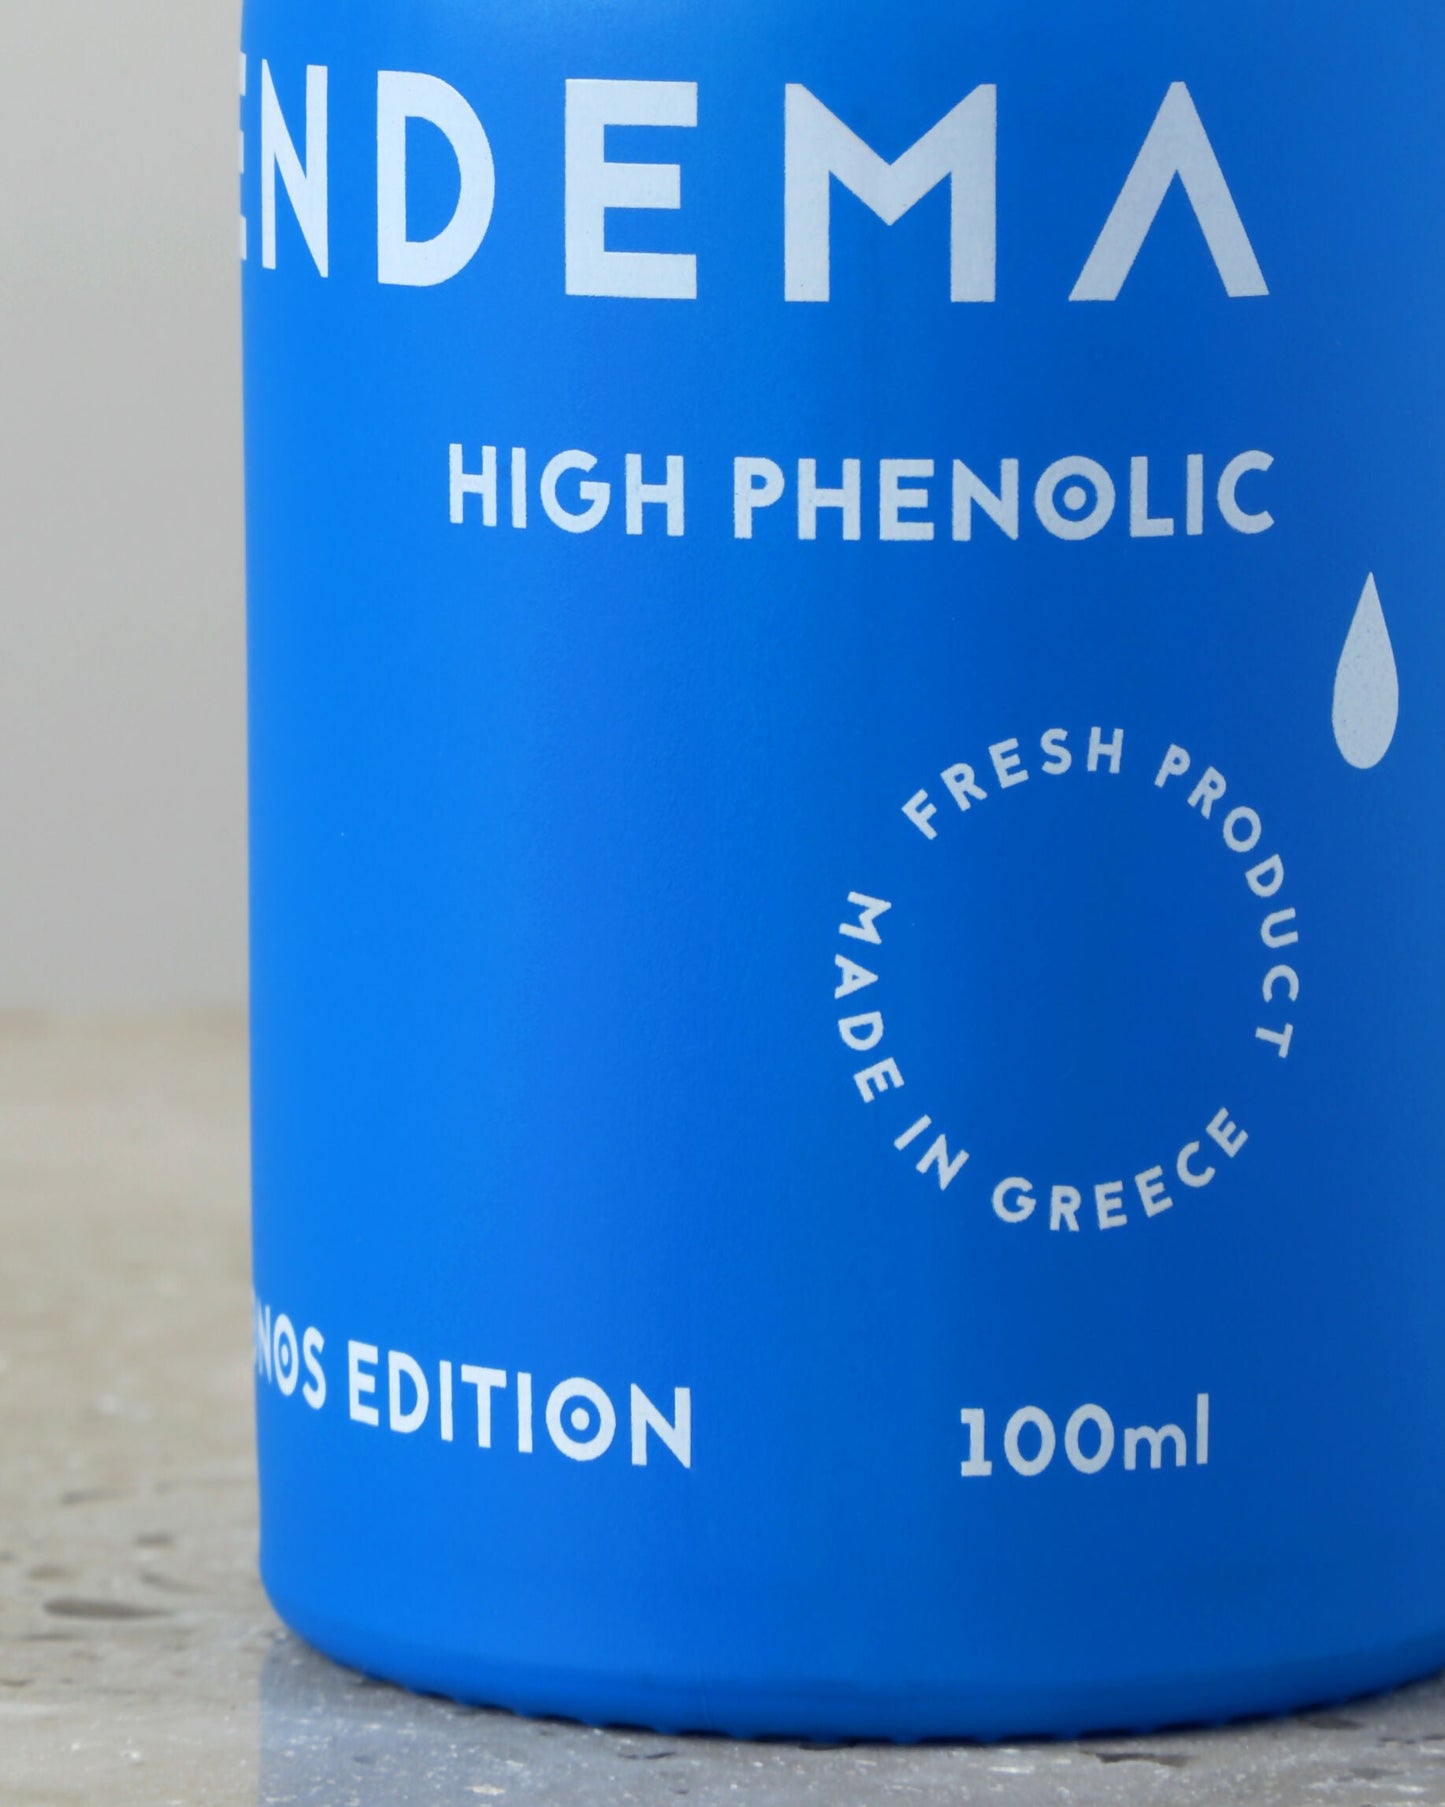 ENDEMA
HIGH PHENOLIC
FRESH PRODUCT
MADE IN GREECE
EDITION
100ml